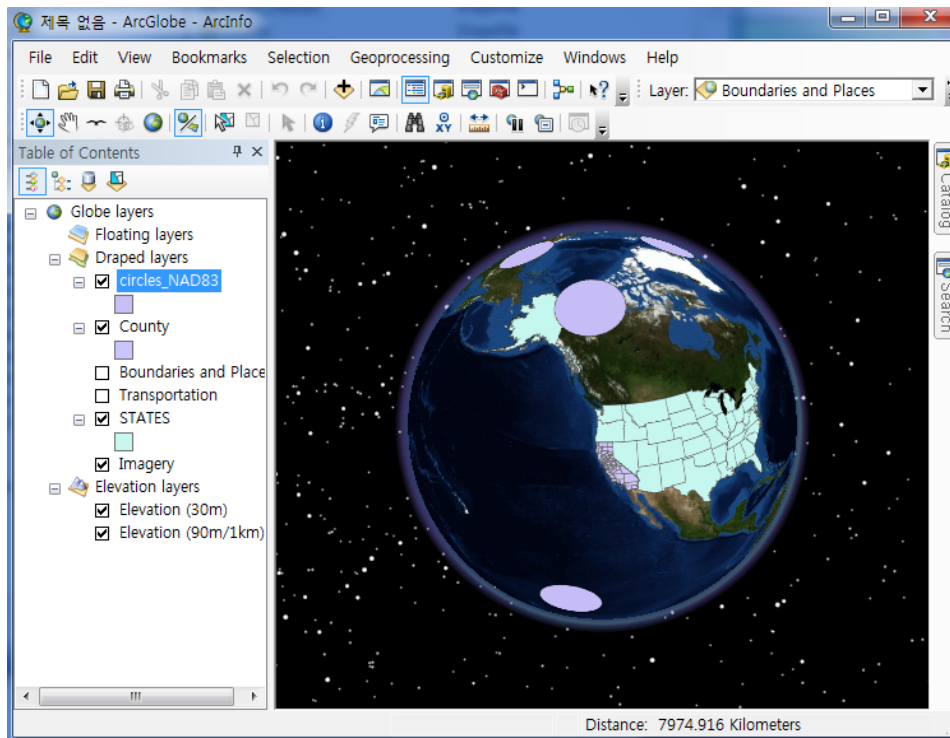 제목 없음 - ArcGlobe - ArcInfo
File Edit View Bookmarks Selection Geoprocessing Customize Windows Help
Layer: Boundaries and Places
XY
Table of Contents
Globe layers
Floating layers
Draped layers
circles_NAD83
County
Boundaries and Place
Transportation
STATES
Imagery
Elevation layers
Elevation (30m)
Elevation (90m/1km)
Catalog
Search
Distance: 7974.916 Kilometers